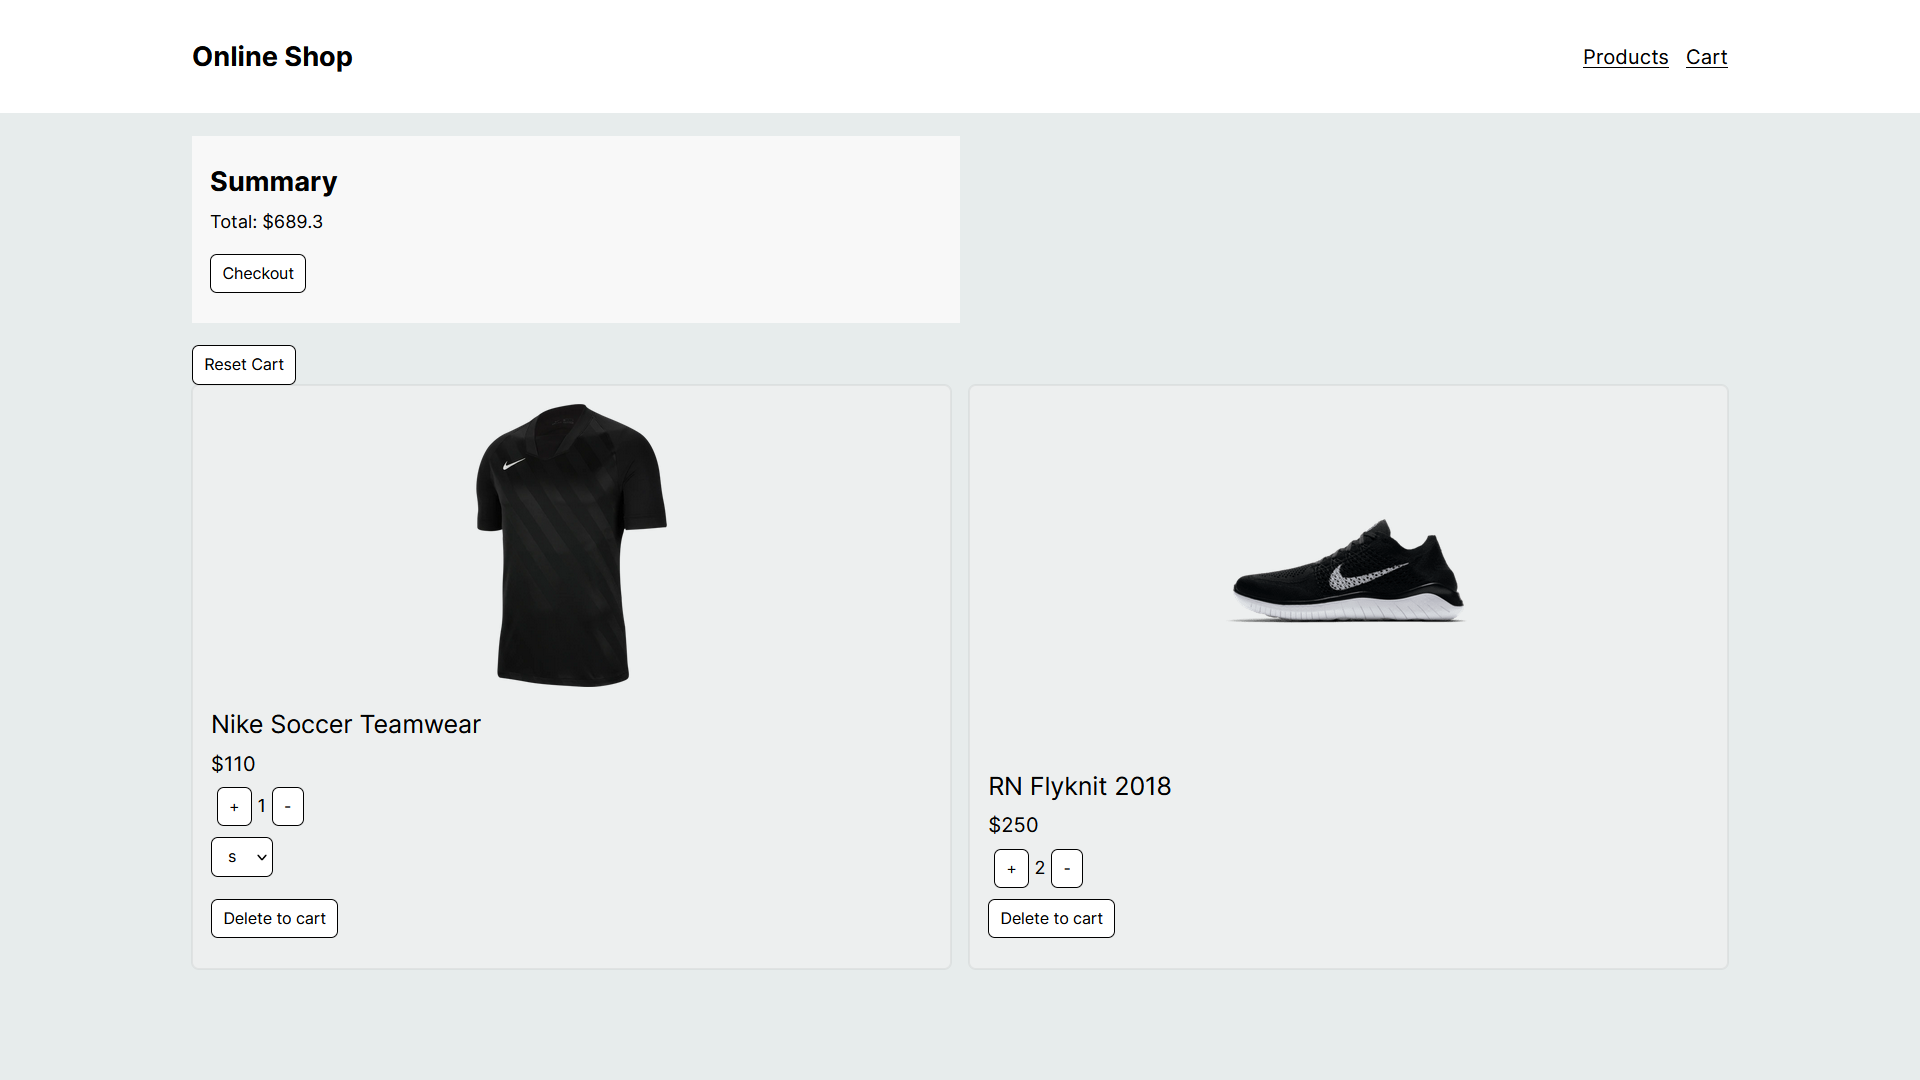 Online Shop
Products Cart
Summary
Total: $689.3
Checkout
Reset Cart
Nike Soccer Teamwear
$110
+ 1 -
s
Delete to cart
RN Flyknit 2018
$250
+ 2 -
Delete to cart